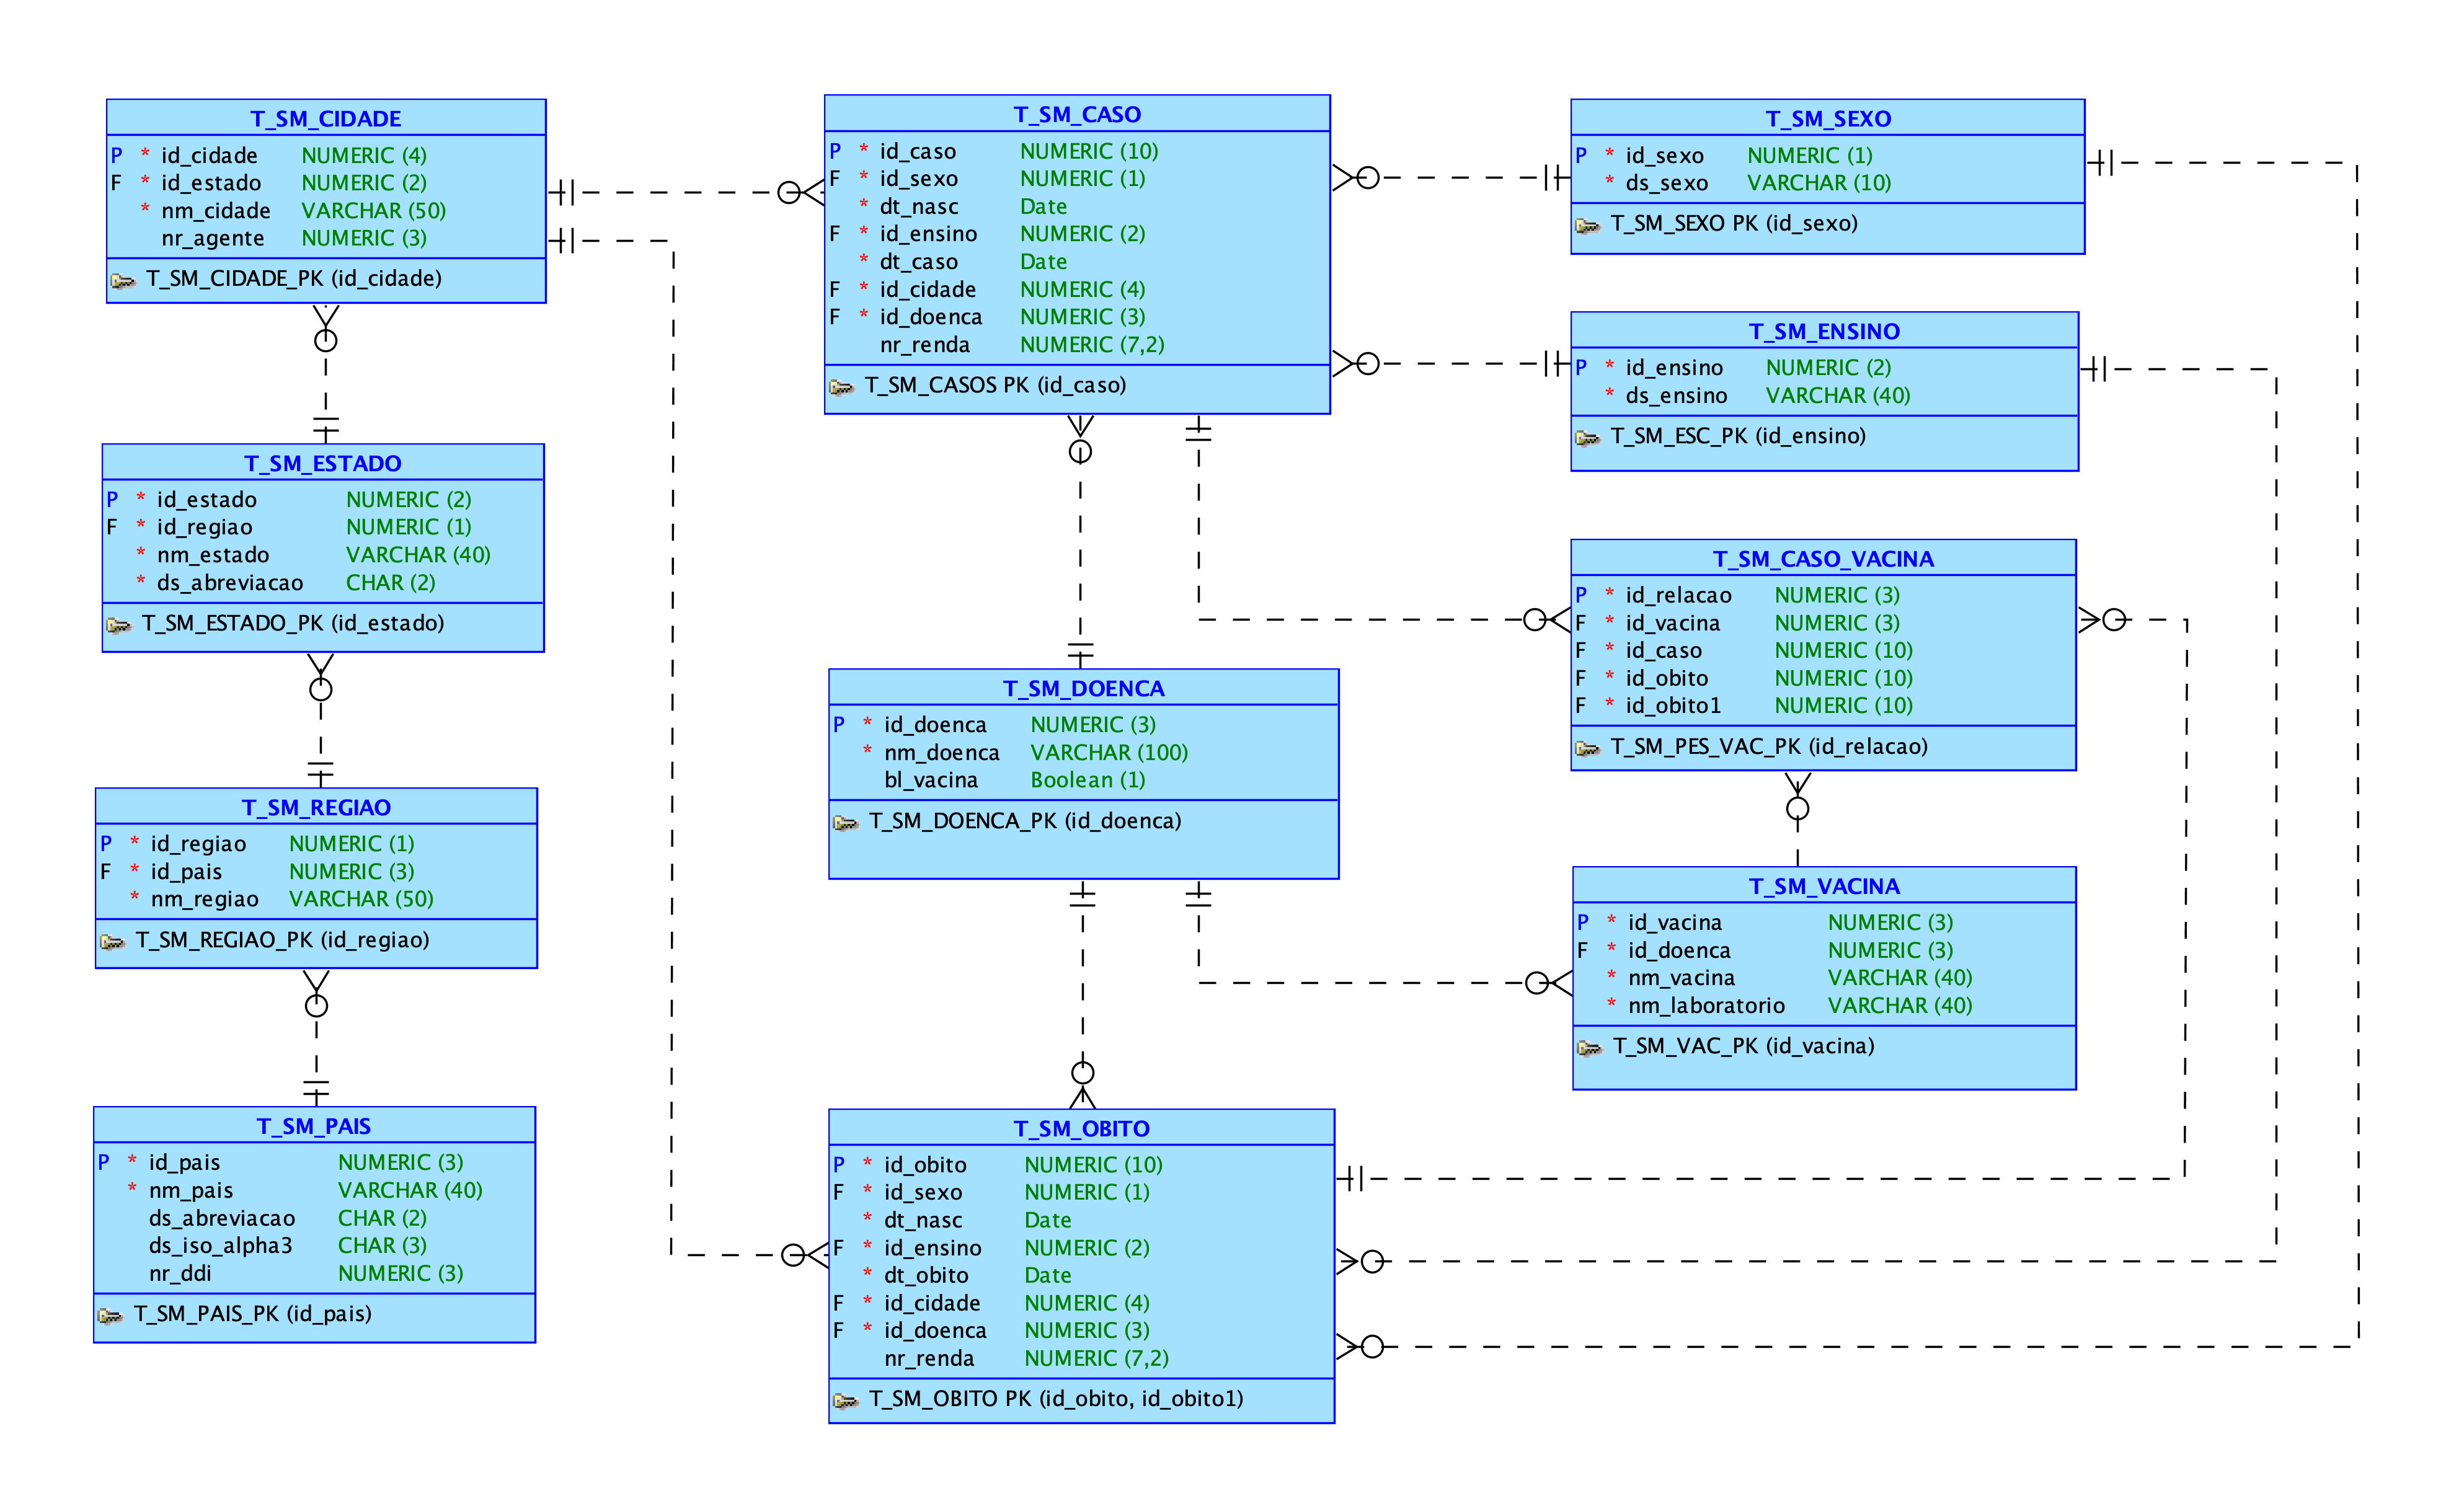 T_SM_CIDADE
P * id_cidade NUMERIC (4)
F * id_estado NUMERIC (2)
* nm_cidade VARCHAR (50)
nr_agente NUMERIC (3)
T_SM_CIDADE_PK (id_cidade)
T_SM_ESTADO
P * id_estado NUMERIC (2)
F * id_regiao NUMERIC (1)
* nm_estado VARCHAR (40)
* ds_abreviacao CHAR (2)
T_SM_ESTADO_PK (id_estado)
T_SM_REGIAO
P * id_regiao NUMERIC (1)
F * id_pais NUMERIC (3)
* nm_regiao VARCHAR (50)
T_SM_REGIAO_PK (id_regiao)
T_SM_PAIS
P * id_pais NUMERIC (3)
* nm_pais VARCHAR (40)
ds_abreviacao CHAR (2)
ds_iso_alpha3 CHAR (3)
nr_ddi NUMERIC (3)
T_SM_PAIS_PK (id_pais)
T_SM_CASO
P * id_caso NUMERIC (10)
F * id_sexo NUMERIC (1)
* dt_nasc Date
F * id_ensino NUMERIC (2)
* dt_caso Date
F * id_cidade NUMERIC (4)
F * id_doenca NUMERIC (3)
nr_renda NUMERIC (7,2)
T_SM_CASOS PK (id_caso)
T_SM_DOENCA
P * id_doenca NUMERIC (3)
* nm_doenca VARCHAR (100)
bl_vacina Boolean (1)
T_SM_DOENCA_PK (id_doenca)
T_SM_OBITO
P * id_obito NUMERIC (10)
F * id_sexo NUMERIC (1)
* dt_nasc Date
F * id_ensino NUMERIC (2)
* dt_obito Date
F * id_cidade NUMERIC (4)
F * id_doenca NUMERIC (3)
nr_renda NUMERIC (7,2)
T_SM_OBITO PK (id_obito, id_obito1)
T_SM_SEXO
P * id_sexo NUMERIC (1)
* ds_sexo VARCHAR (10)
T_SM_SEXO PK (id_sexo)
T_SM_ENSINO
P * id_ensino NUMERIC (2)
* ds_ensino VARCHAR (40)
T_SM_ESC_PK (id_ensino)
T_SM_CASO_VACINA
P * id_relacao NUMERIC (3)
F * id_vacina NUMERIC (3)
F * id_caso NUMERIC (10)
F * id_obito NUMERIC (10)
F * id_obito1 NUMERIC (10)
T_SM_PES_VAC_PK (id_relacao)
T_SM_VACINA
P * id_vacina NUMERIC (3)
F * id_doenca NUMERIC (3)
* nm_vacina VARCHAR (40)
* nm_laboratorio VARCHAR (40)
T_SM_VAC_PK (id_vacina)